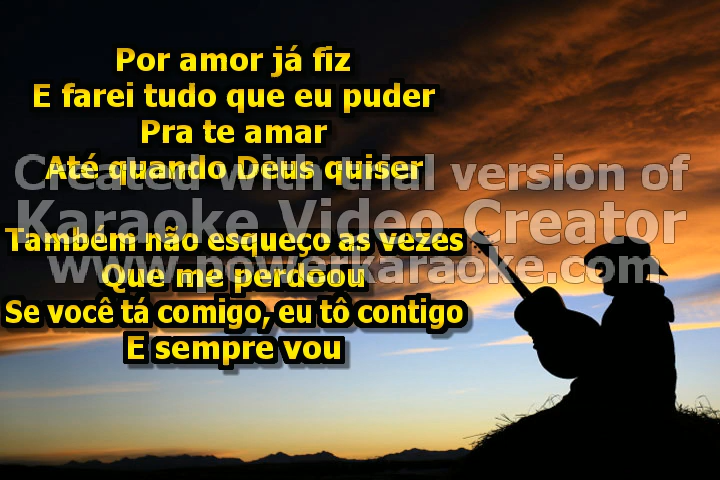 Por amor já fiz
E farei tudo que eu puder
Pra te amar
Até quando Deus quiser
Created with trial version of
Karaoke Video Creator
www.powerkaraoke.com
Também não esqueço as vezes
Que me perdoou
Se você tá comigo, eu tô contigo
E sempre vou